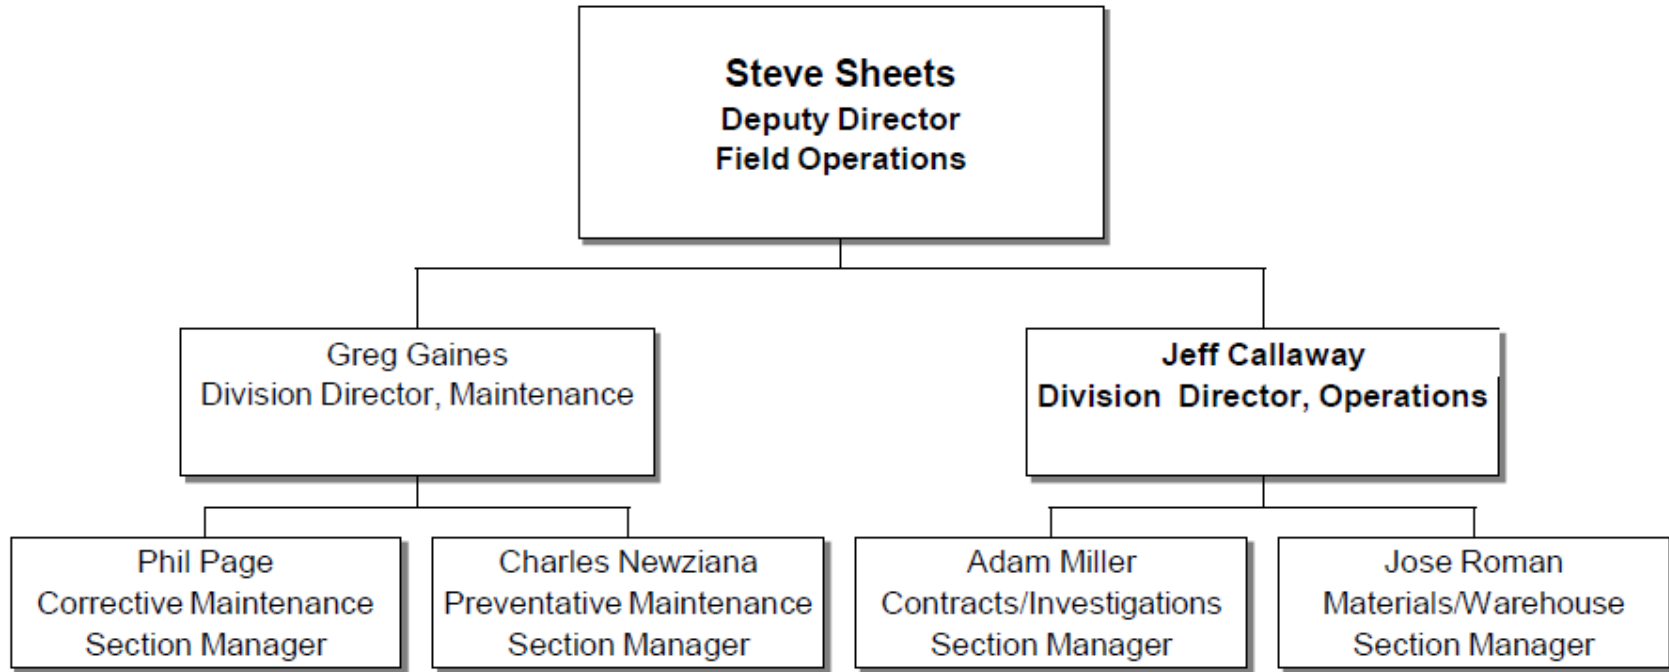 Steve Sheets
Deputy Director
Field Operations
Greg Gaines
Division Director, Maintenance
Jeff Callaway
Division Director, Operations
Phil Page
Corrective Maintenance
Section Manager
Charles Newziana
Preventative Maintenance
Section Manager
Adam Miller
Contracts/Investigations
Section Manager
Jose Roman
Materials/Warehouse
Section Manager